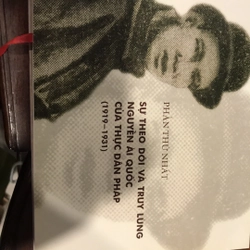 PHẦN THỨ NHẤT
SỰ THEO DÕI VÀ TRUY LÙNG
NGUYỄN ÁI QUỐC
CỦA THỰC DÂN PHÁP
(1919-1931)